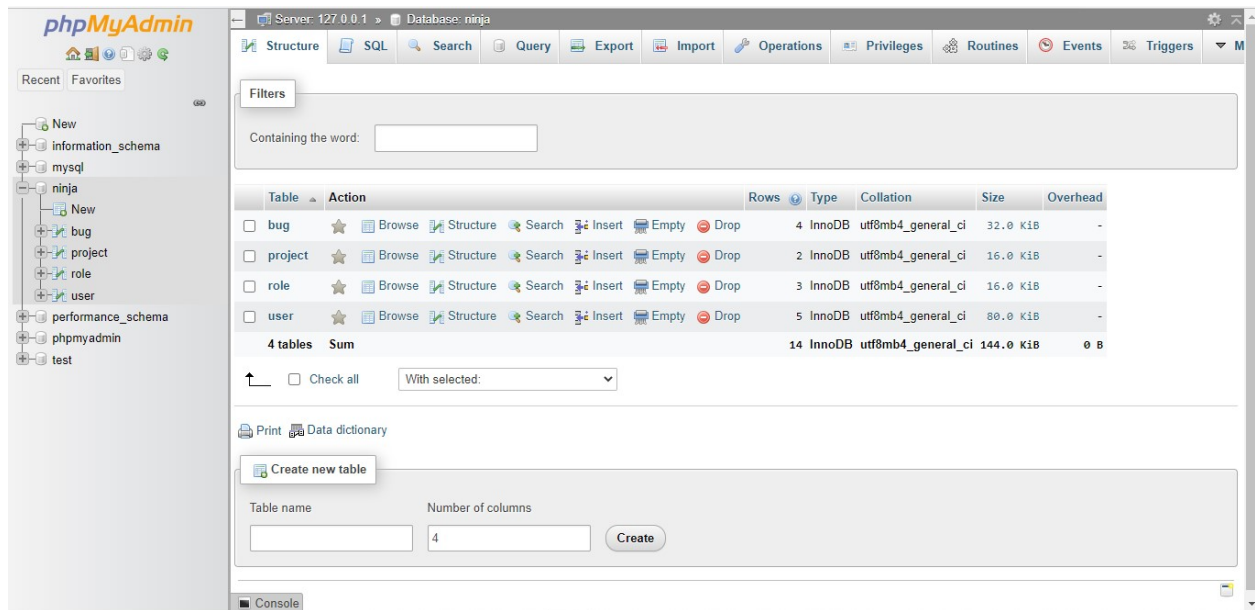 phpMyAdmin
Recent Favorites
New
information_schema
mysql
ninja
New
bug
project
role
user
performance_schema
phpmyadmin
test
Server: 127.0.0.1 » Database: ninja
Structure SQL Search Query Export Import Operations Privileges Routines Events Triggers M
Filters
Containing the word:
Table Action Rows Type Collation Size Overhead
bug Browse Structure Search Insert Empty Drop 4 InnoDB utf8mb4_general_ci 32.0 KiB -
project Browse Structure Search Insert Empty Drop 2 InnoDB utf8mb4_general_ci 16.0 KiB -
role Browse Structure Search Insert Empty Drop 3 InnoDB utf8mb4_general_ci 16.0 KiB -
user Browse Structure Search Insert Empty Drop 5 InnoDB utf8mb4_general_ci 80.0 KiB -
4 tables Sum 14 InnoDB utf8mb4_general_ci 144.0 KiB 0 B
Check all With selected:
Print Data dictionary
Create new table
Table name Number of columns
4 Create
Console